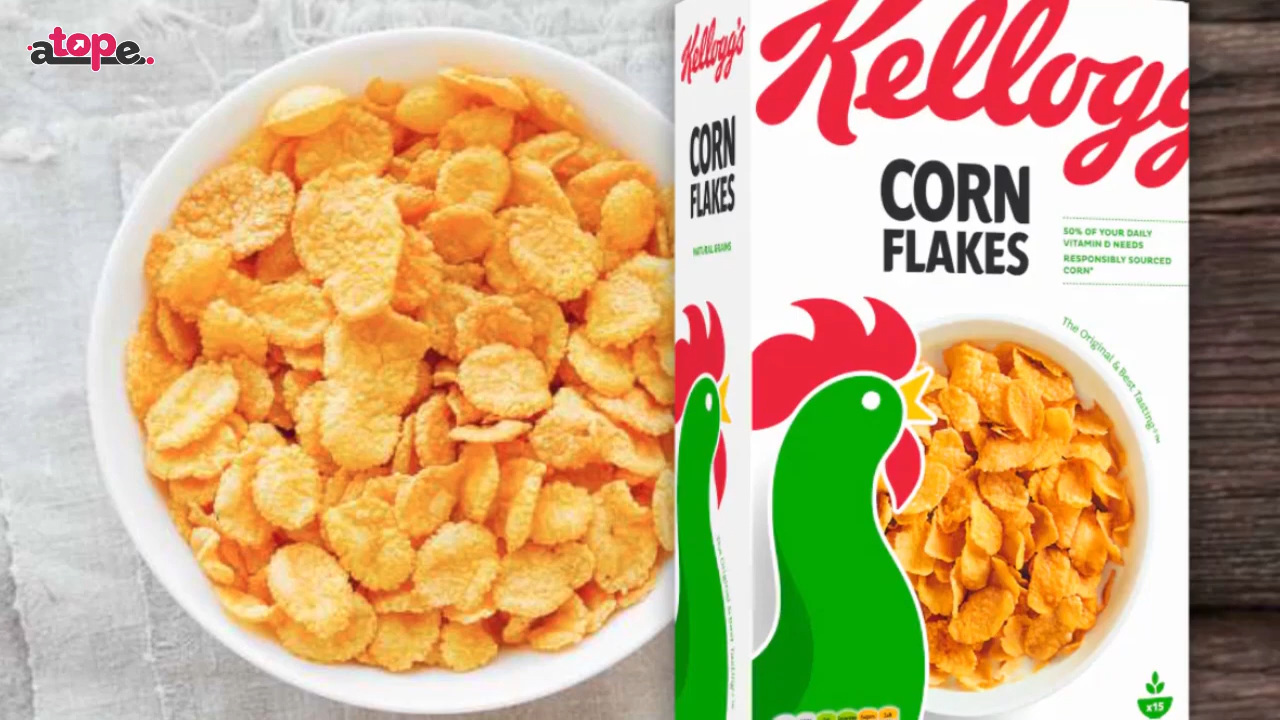 atope.
Kellogg's
CORN
FLAKES
NATURAL GRAINS
Kellogg
CORN
FLAKES
50% OF YOUR DAILY
VITAMIN D NEEDS
RESPONSIBLY SOURCED
CORN*
The Original & Best Tasting
x15